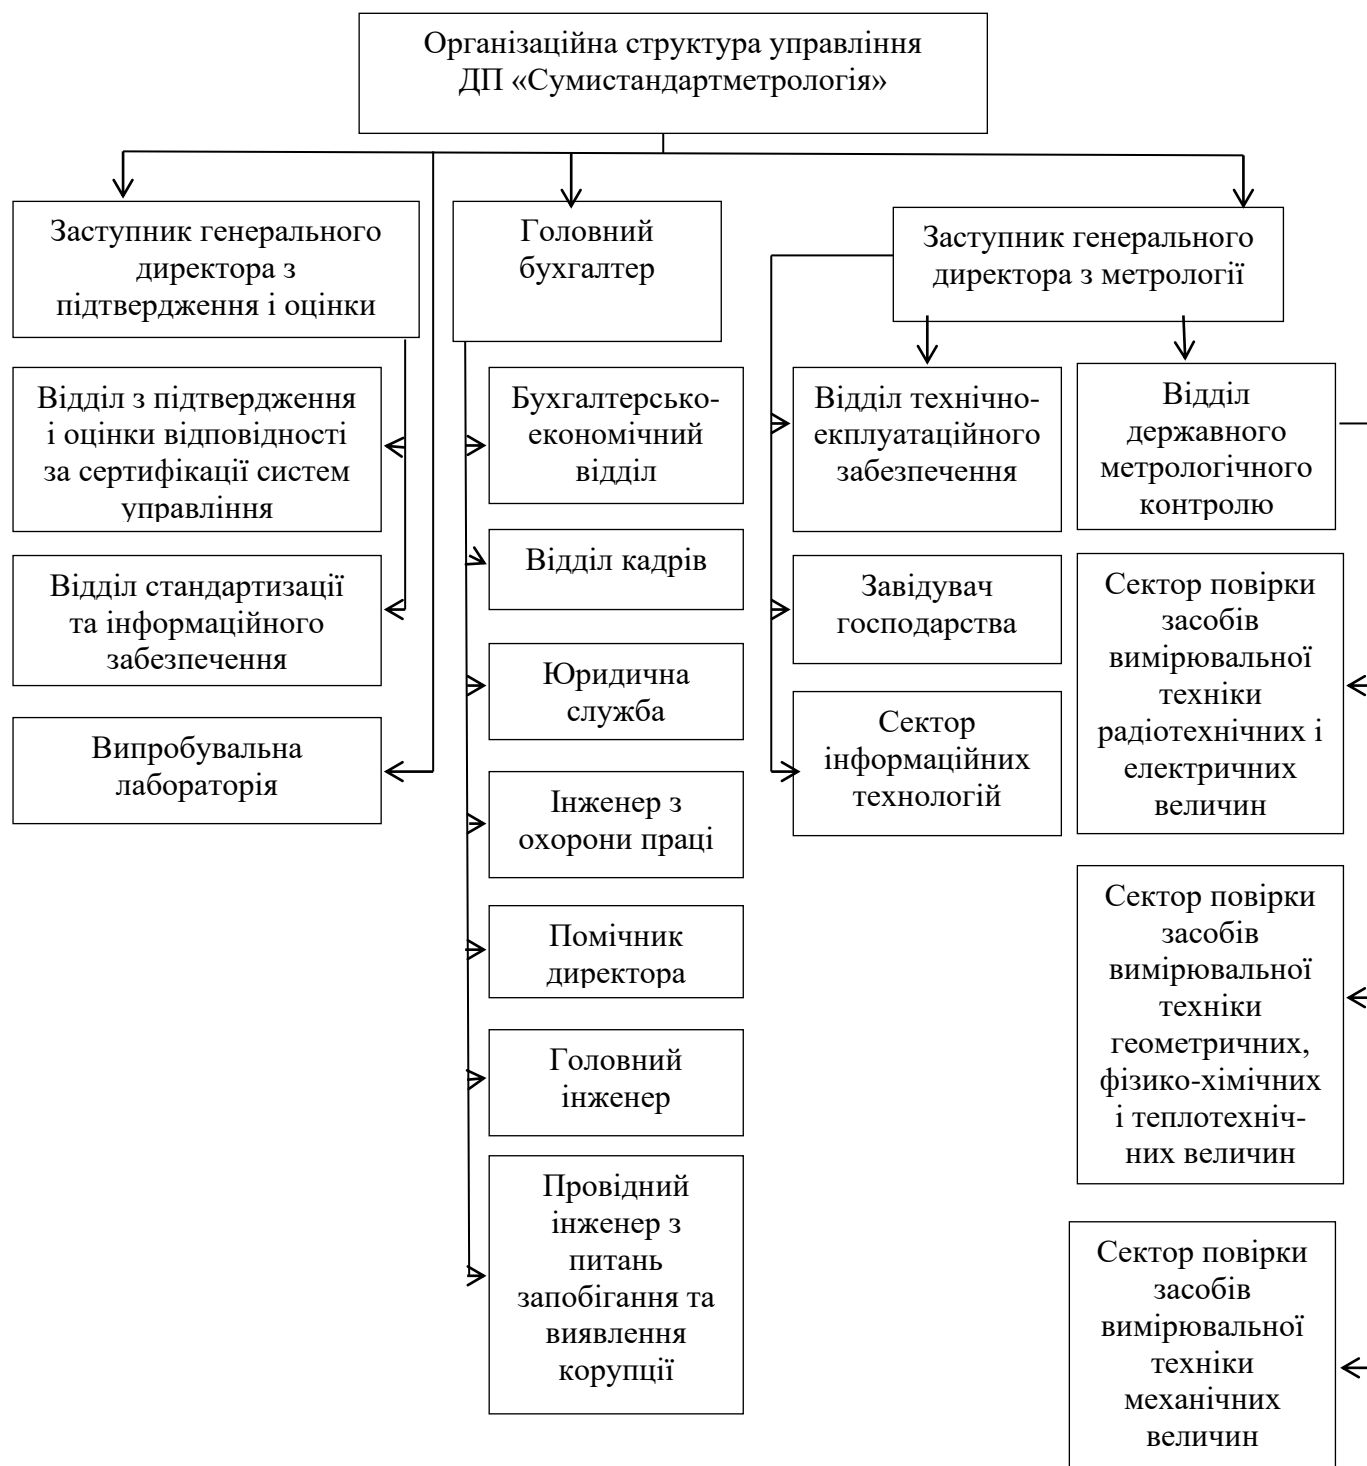 Організаційна структура управління
ДП «Сумистандартметрологія»
Заступник генерального
директора з
підтвердження і оцінки
Головний
бухгалтер
Заступник генерального
директора з метрології
Відділ з підтвердження
і оцінки відповідності
за сертифікації систем
управління
Бухгалтерсько-
економічний
відділ
Відділ технічно-
екплуатаційного
забезпечення
Відділ
державного
метрологічного
контролю
Відділ стандартизації
та інформаційного
забезпечення
Відділ кадрів
Завідувач
господарства
Сектор повірки
засобів
вимірювальної
техніки
радіотехнічних і
електричних
величин
Випробувальна
лабораторія
Юридична
служба
Сектор
інформаційних
технологій
Інженер з
охорони праці
Сектор повірки
засобів
вимірювальної
техніки
геометричних,
фізико-хімічних
і теплотехніч-
них величин
Помічник
директора
Головний
інженер
Провідний
інженер з
питань
запобігання та
виявлення
корупції
Сектор повірки
засобів
вимірювальної
техніки
механічних
величин